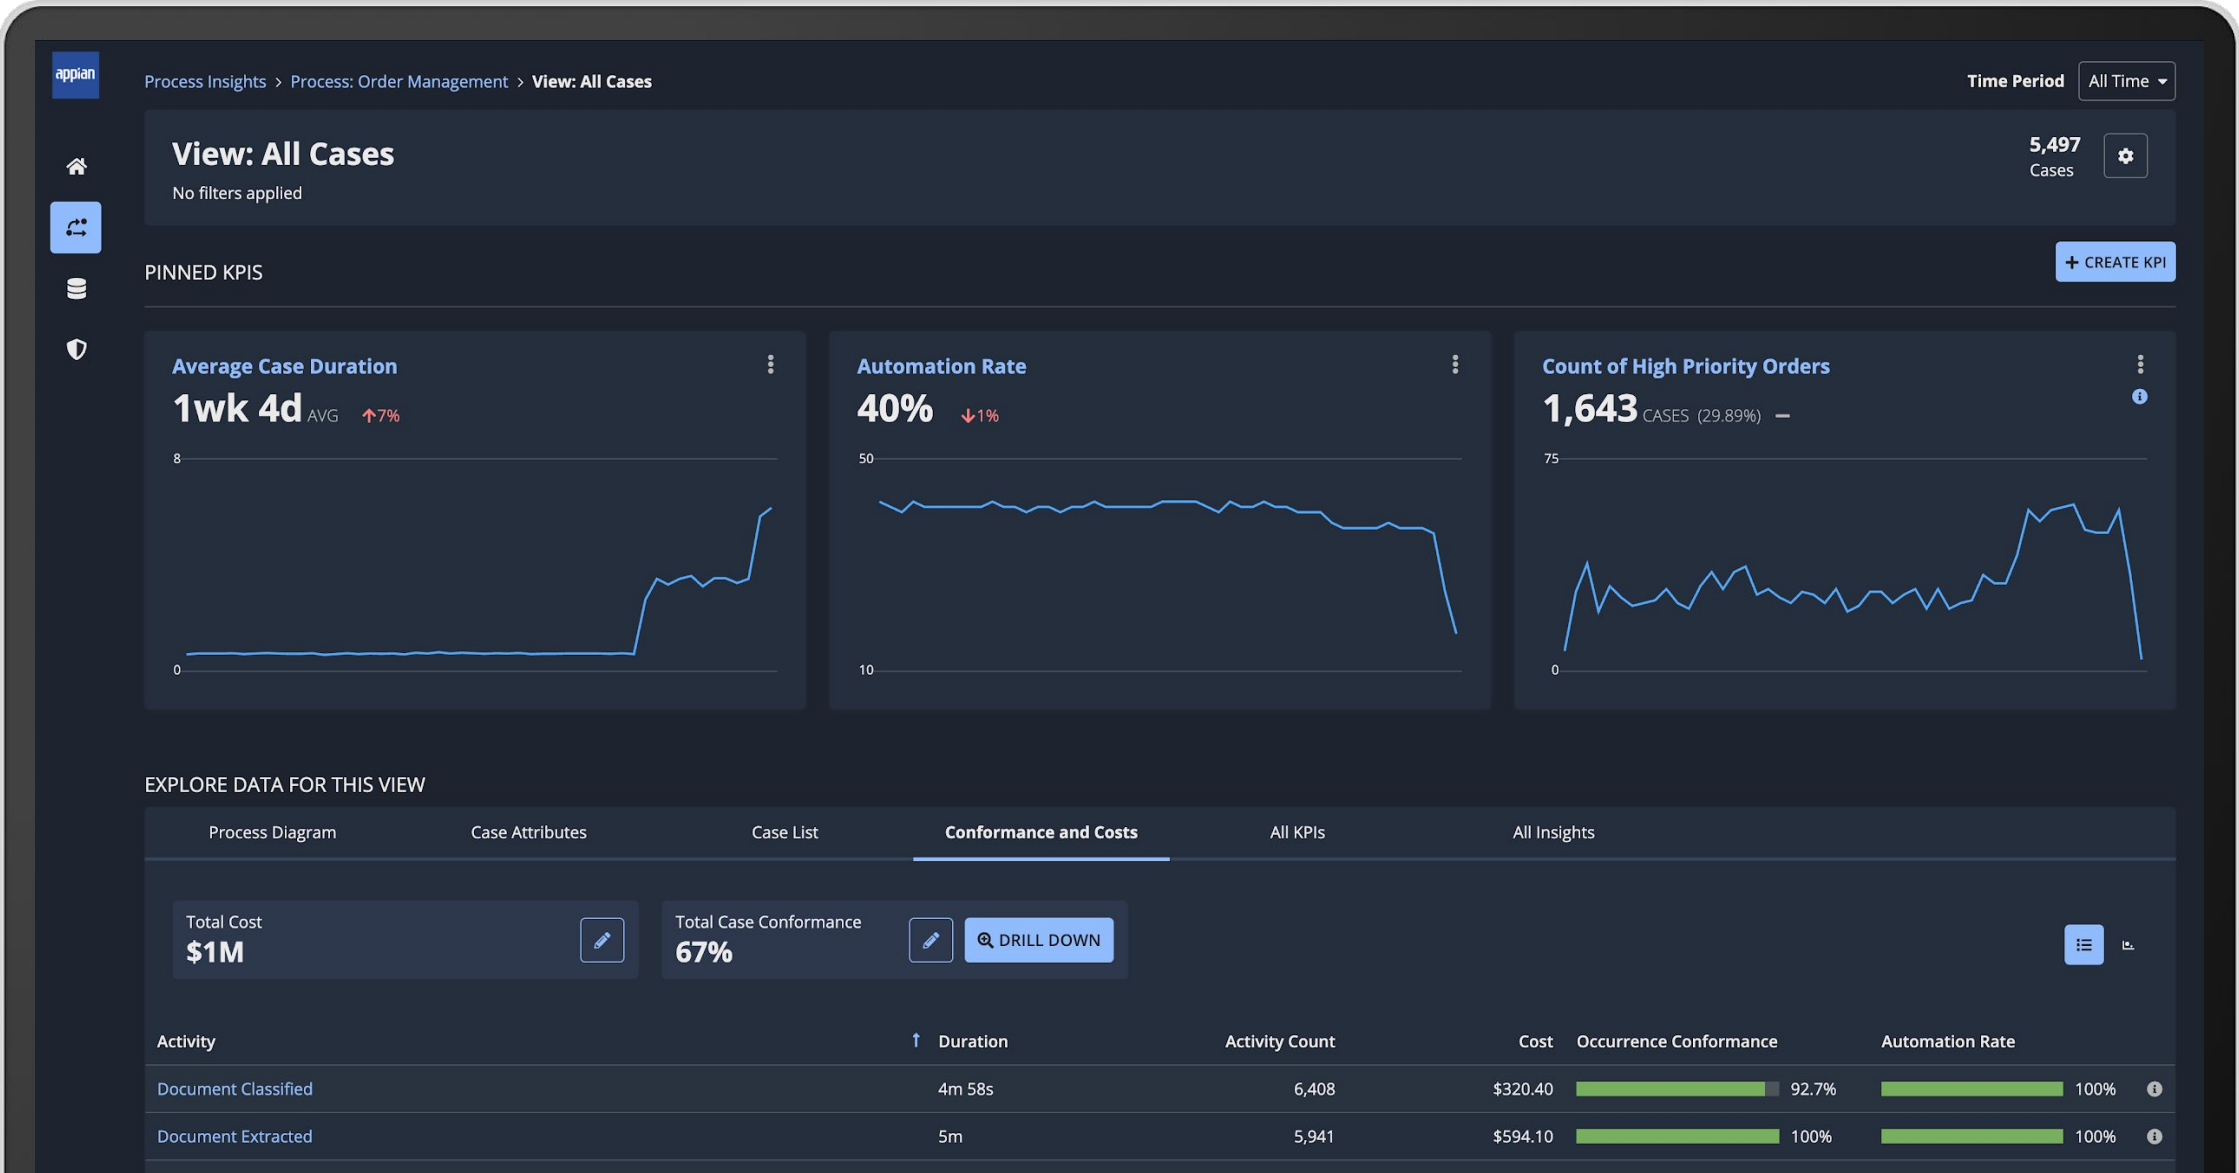 appian
Process Insights > Process: Order Management > View: All Cases
Time Period All Time
View: All Cases
No filters applied
5,497
Cases
PINNED KPIS
+ CREATE KPI
Average Case Duration
1wk 4d AVG ↑7%
8
0
Automation Rate
40% ↓1%
50
10
Count of High Priority Orders
1,643 CASES (29.89%) –
75
0
EXPLORE DATA FOR THIS VIEW
Process Diagram Case Attributes Case List Conformance and Costs All KPIs All Insights
Total Cost
$1M
Total Case Conformance
67%
DRILL DOWN
Activity ↑ Duration Activity Count Cost Occurrence Conformance Automation Rate
Document Classified 4m 58s 6,408 $320.40 92.7% 100%
Document Extracted 5m 5,941 $594.10 100% 100%